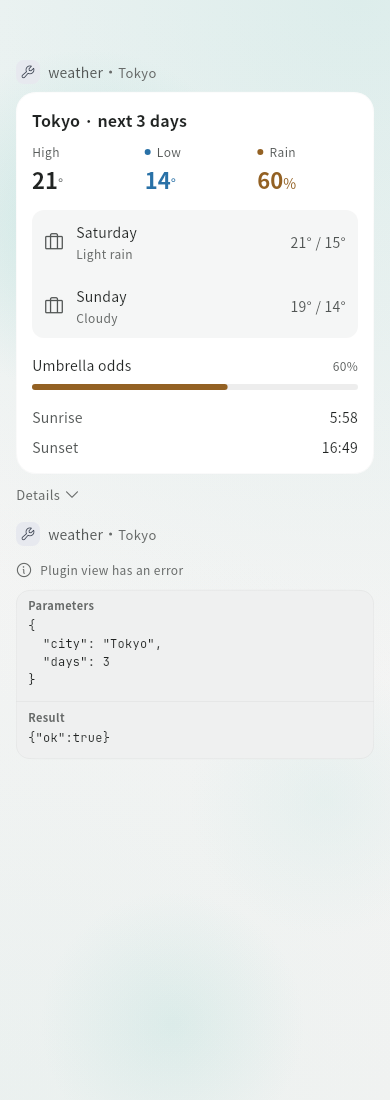 weather • Tokyo
Tokyo · next 3 days
High
Low
Rain
21°
14°
60%
Saturday
Light rain
21° / 15°
Sunday
Cloudy
19° / 14°
Umbrella odds
60%
Sunrise
5:58
Sunset
16:49
Details
weather • Tokyo
Plugin view has an error
Parameters
{
  "city": "Tokyo",
  "days": 3
}
Result
{"ok":true}